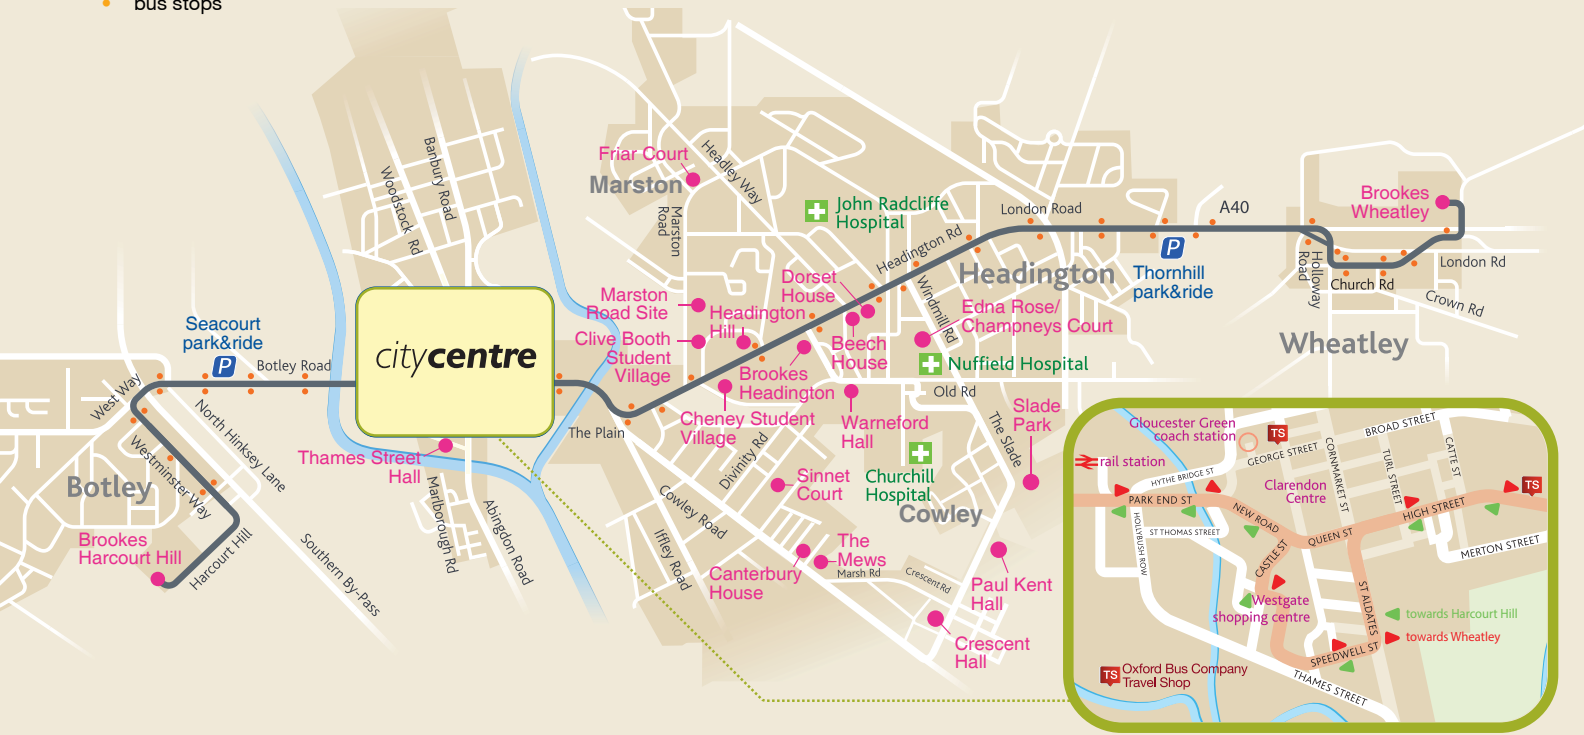 bus stops
Banbury Road
Woodstock Rd
Friar Court
Marston
Headley Way
Marston
Road
John Radcliffe
Hospital
London Road
A40
Brookes
Wheatley
Headington Rd
Headington
Thornhill
park&ride
P
Holloway
Road
Church Rd
London Rd
Crown Rd
Wheatley
Dorset
House
Windmill Rd
Marston
Road Site
Headington
Hill
Edna Rose/
Champneys Court
Clive Booth
Student
Village
Beech
House
Nuffield Hospital
Seacourt
park&ride
P
Botley Road
citycentre
Brookes
Headington
Old Rd
West Way
North Hinksey Lane
The Plain
Cheney Student
Village
Warneford
Hall
Slade
Park
The Slade
Westminster Way
Thames Street
Hall
Divinity Rd
Sinnet
Court
Churchill
Hospital
Cowley
Botley
Marlborough Rd
Abingdon Road
Cowley Road
Iffley Road
Brookes
Harcourt Hill
Harcourt Hill
Southern By-Pass
The
Mews
Marsh Rd
Canterbury
House
Crescent Rd
Paul Kent
Hall
Crescent
Hall
Gloucester Green
coach station
TS
BROAD STREET
GEORGE STREET
CORNMARKET ST
TURL STREET
CATTE ST
rail station
HYTHE BRIDGE ST
Clarendon
Centre
PARK END ST
TS
HIGH STREET
NEW ROAD
HOLLYBUSH ROW
ST THOMAS STREET
QUEEN ST
CASTLE ST
MERTON STREET
ST ALDATES
Westgate
shopping centre
towards Harcourt Hill
towards Wheatley
SPEEDWELL ST
TS
Oxford Bus Company
Travel Shop
THAMES STREET